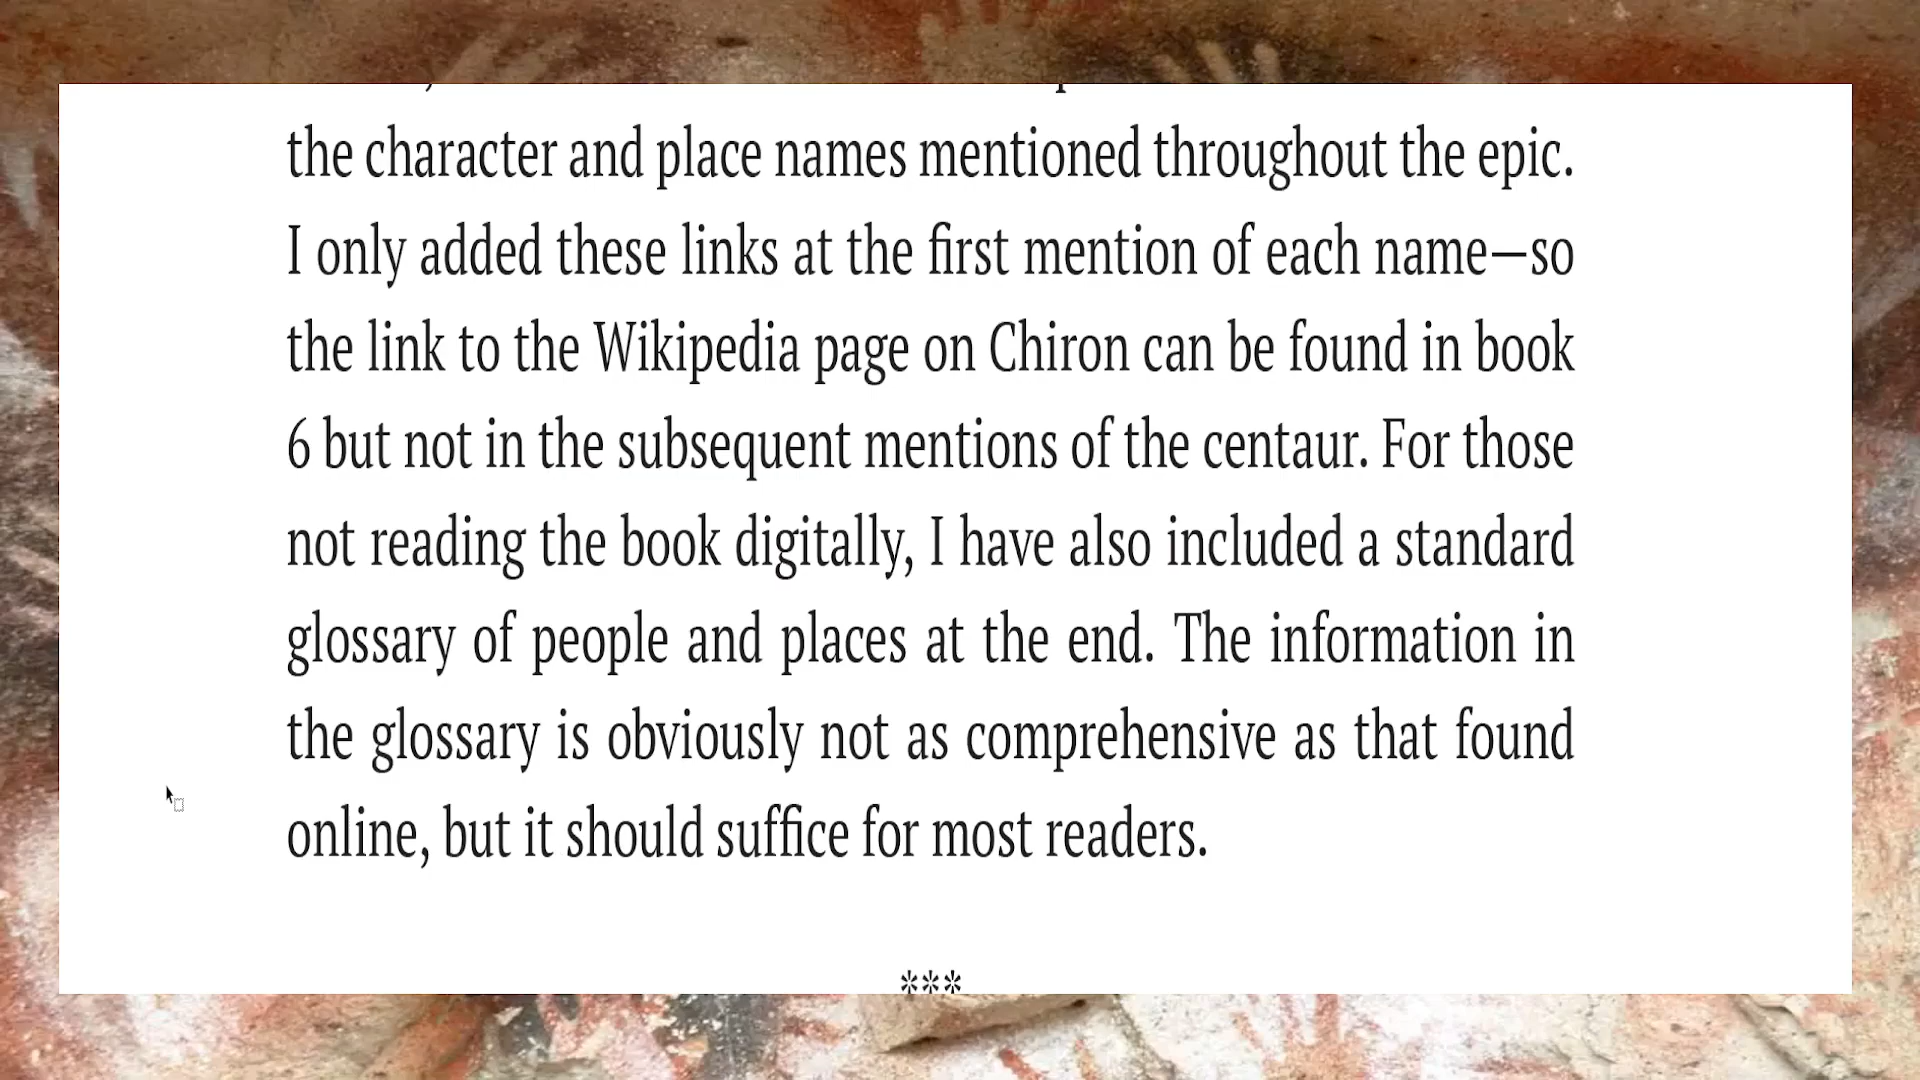 the character and place names mentioned throughout the epic.
I only added these links at the first mention of each name—so
the link to the Wikipedia page on Chiron can be found in book
6 but not in the subsequent mentions of the centaur. For those
not reading the book digitally, I have also included a standard
glossary of people and places at the end. The information in
the glossary is obviously not as comprehensive as that found
online, but it should suffice for most readers.
***